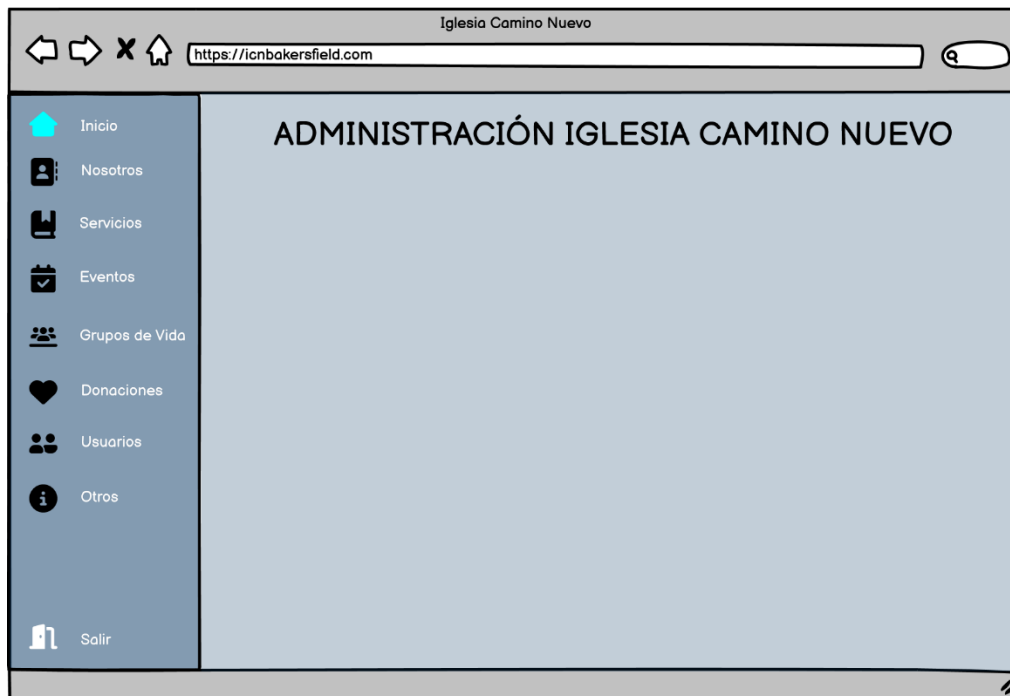 Iglesia Camino Nuevo
https://icnbakersfield.com
Inicio
ADMINISTRACIÓN IGLESIA CAMINO NUEVO
Nosotros
Servicios
Eventos
Grupos de Vida
Donaciones
Usuarios
Otros
Salir